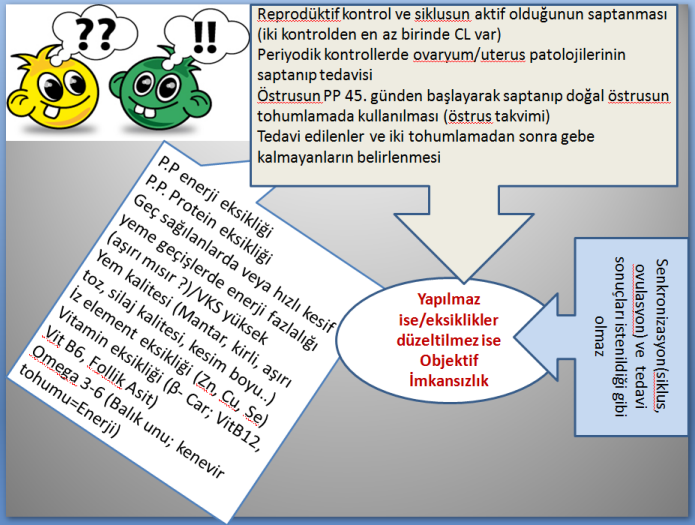 ??
!!
Reprodüktif kontrol ve siklusun aktif olduğunun saptanması
(iki kontrolden en az birinde CL var)
Periyodik kontrollerde ovaryum/uterus patolojilerinin
saptanıp tedavisi
Östrusun PP 45. günden başlayarak saptanıp doğal östrusun
tohumlamada kullanılması (östrus takvimi)
Tedavi edilenler ve iki tohumlamadan sonra gebe
kalmayanların belirlenmesi
P.P enerji eksikliği
P.P. Protein eksikliği
Geç sağılanlarda veya hızlı kesif
yeme geçişlerde enerji fazlalığı
(aşırı mısır ?)/VKS yüksek
Yem kalitesi (Mantar, kirli, aşırı
toz, silaj kalitesi, kesim boyu..)
İz element eksikliği (Zn, Cu, Se)
Vitamin eksikliği (β- Car; VitB12,
Vit B6, Follik Asit)
Omega 3-6 (Balık unu; kenevir
tohumu=Enerji)
Yapılmaz
ise/eksiklikler
düzeltilmez ise
Objektif
İmkansızlık
Senkronizasyon(siklus,
ovulasyon) ve  tedavi
sonuçları istenildiği gibi
olmaz